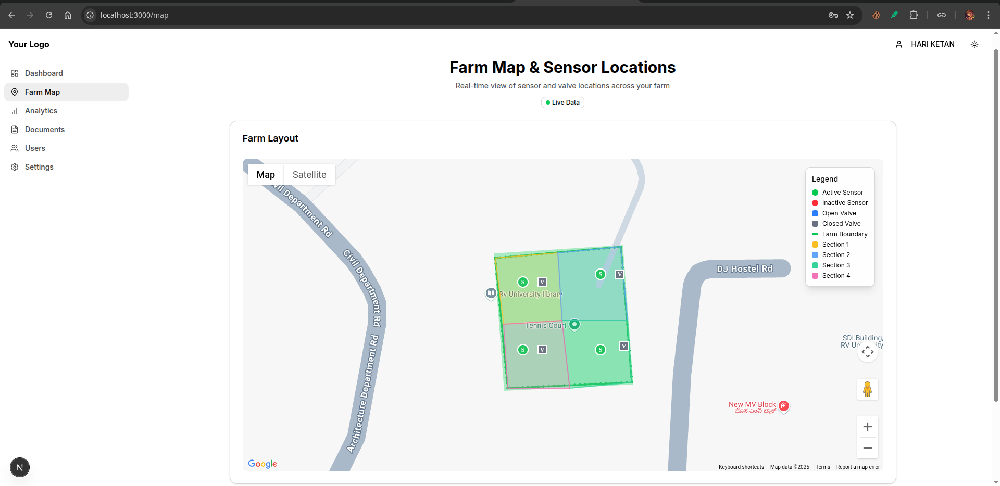 localhost:3000/map
Your Logo
HARI KETAN
Dashboard
Farm Map
Analytics
Documents
Users
Settings
Farm Map & Sensor Locations
Real-time view of sensor and valve locations across your farm
Live Data
Farm Layout
Map
Satellite
Civil Department Rd
Civil Department Rd
Architecture Department Rd
S
V
S
V
Rv University library
Tennis Court
S
V
S
V
DJ Hostel Rd
Legend
Active Sensor
Inactive Sensor
Open Valve
Closed Valve
Farm Boundary
Section 1
Section 2
Section 3
Section 4
SDI Building,
RV University
New MV Block
ಹೊಸ ಎಂವಿ ಬ್ಲಾಕ್
N
Google
Keyboard shortcuts
Map data ©2025
Terms
Report a map error